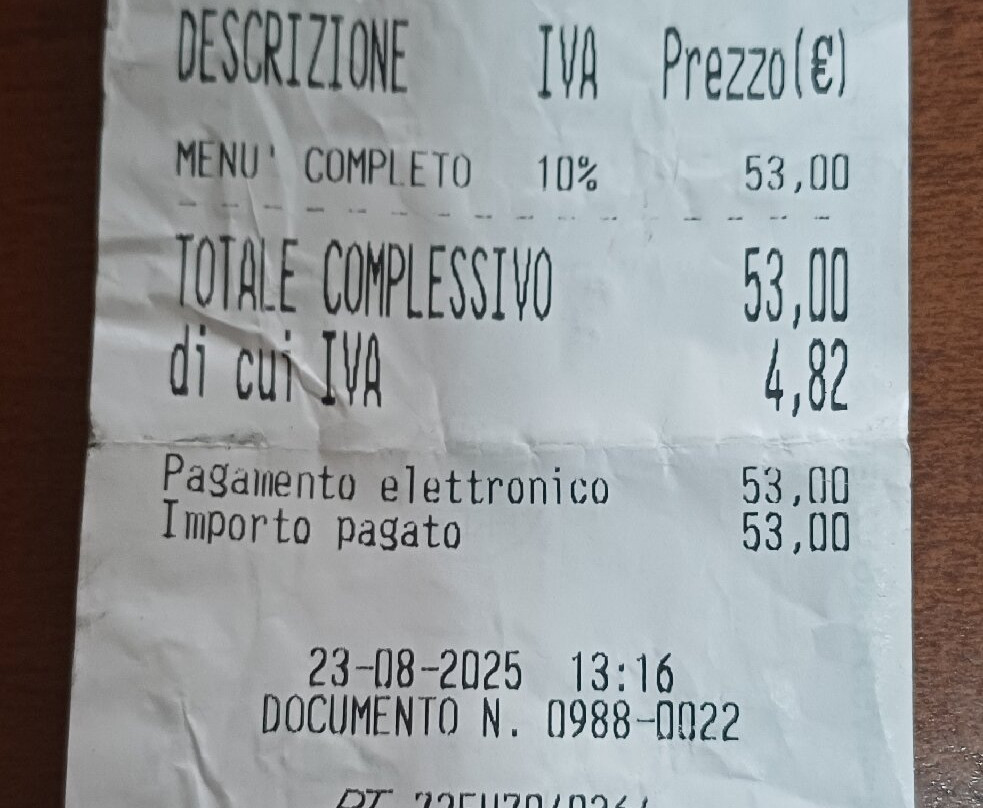 DESCRIZIONE IVA Prezzo(€)
MENU' COMPLETO 10% 53,00
TOTALE COMPLESSIVO 53,00
di cui IVA 4,82
Pagamento elettronico 53,00
Importo pagato 53,00
23-08-2025 13:16
DOCUMENTO N. 0988-0022
RT